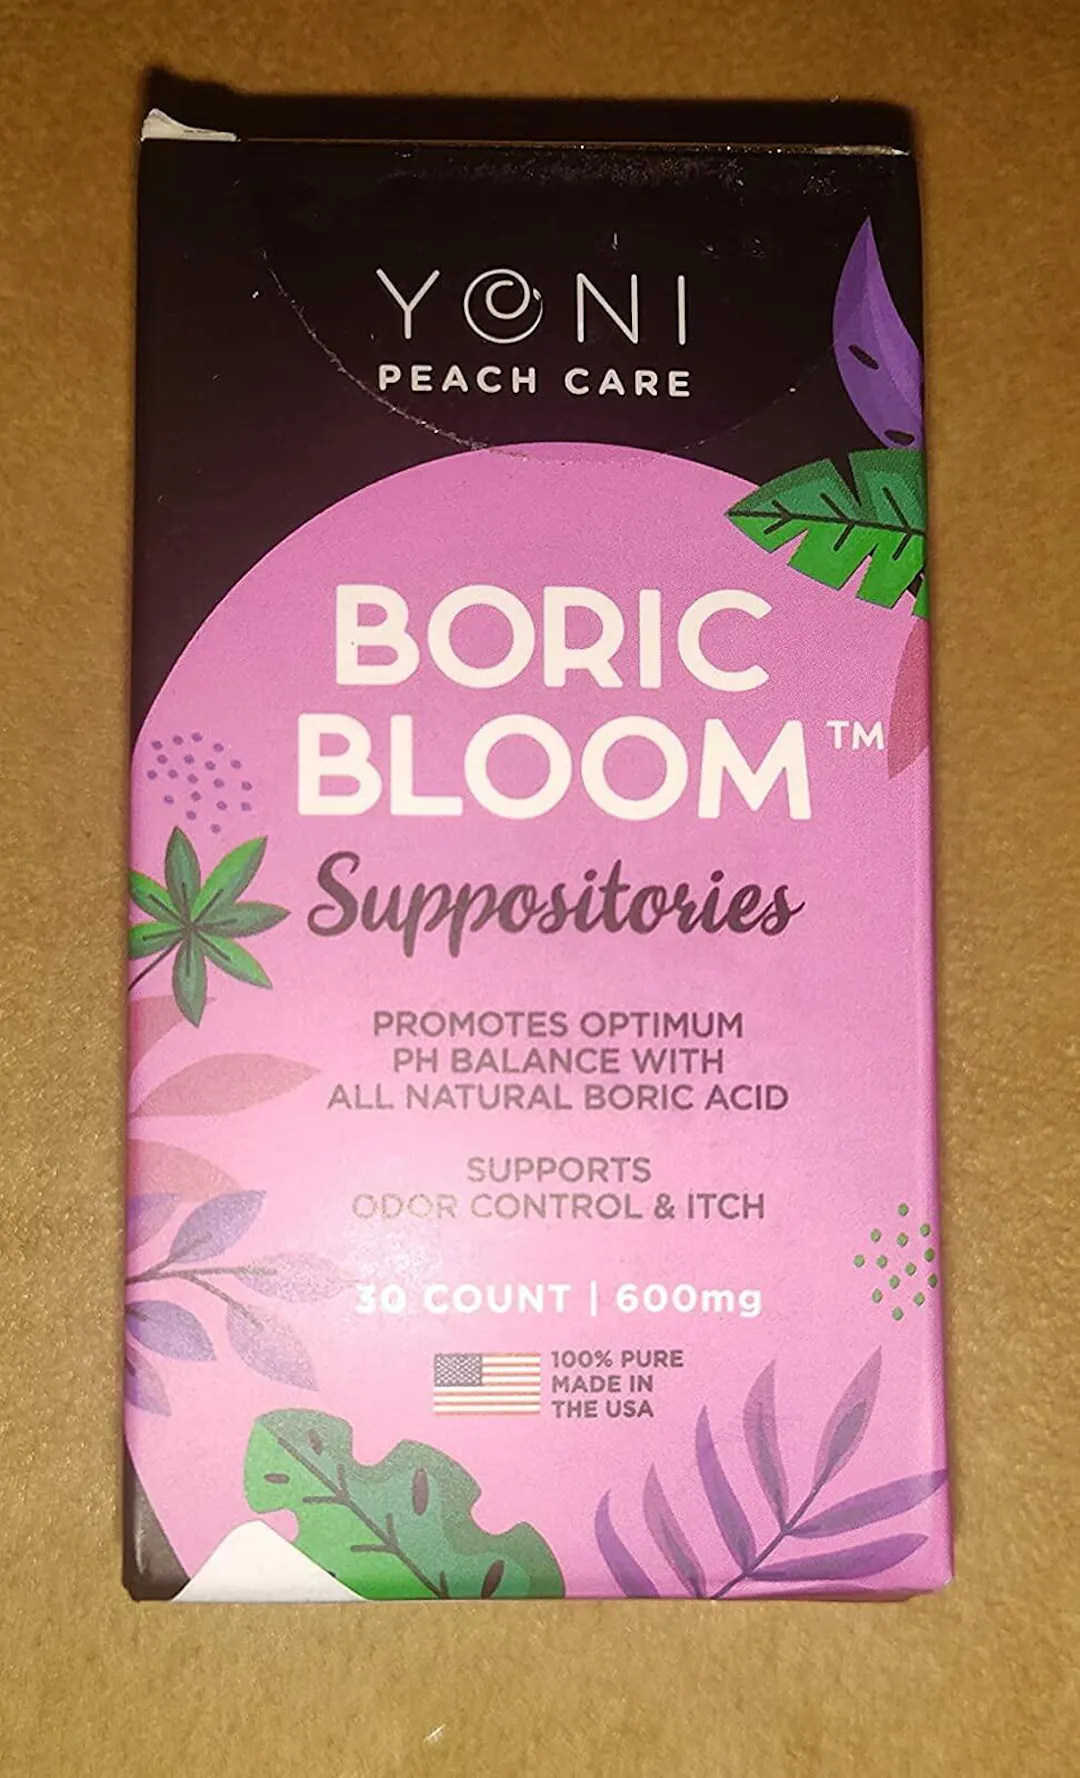 YONI
PEACH CARE
BORIC
BLOOM™
Suppositories
PROMOTES OPTIMUM
PH BALANCE WITH
ALL NATURAL BORIC ACID
SUPPORTS
ODOR CONTROL & ITCH
30 COUNT | 600mg
100% PURE
MADE IN
THE USA